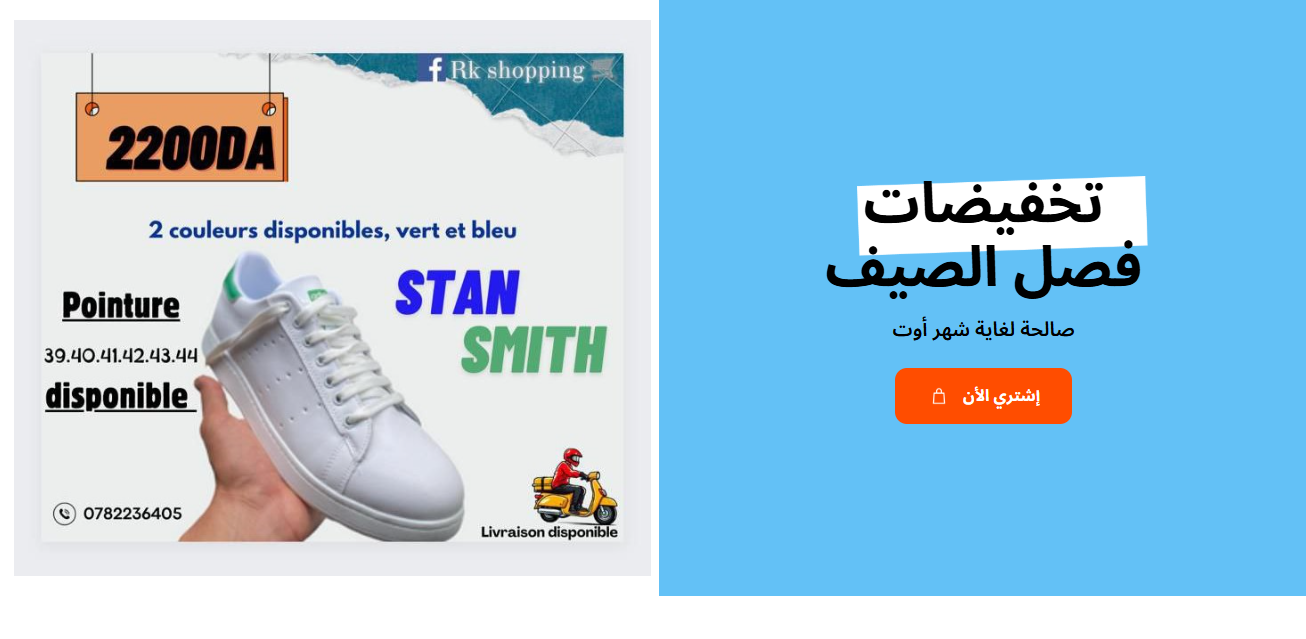 Rk shopping
2200DA
2 couleurs disponibles, vert et bleu
STAN
SMITH
Pointure
39.40.41.42.43.44
disponible
0782236405
Livraison disponible
تخفيضات
فصل الصيف
صالحة لغاية شهر أوت
إشتري الأن